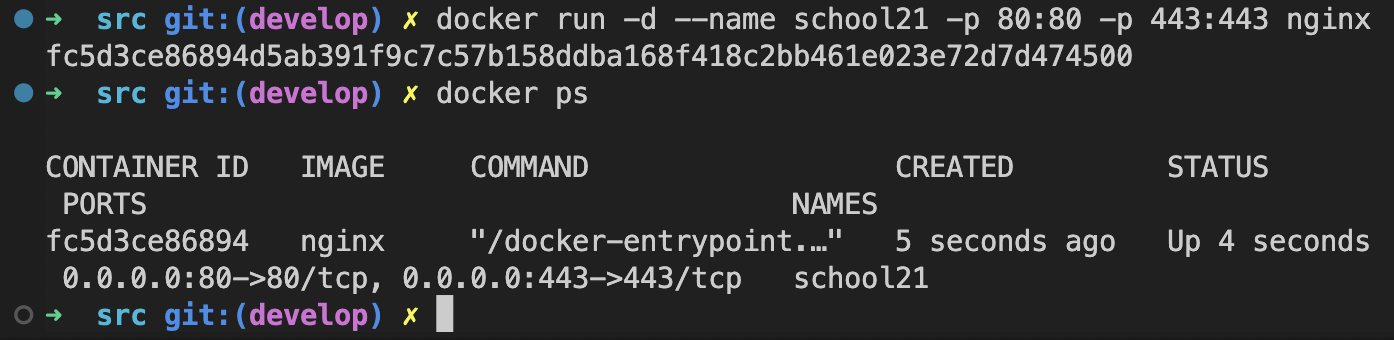 ➜ src git:(develop) ✗ docker run -d --name school21 -p 80:80 -p 443:443 nginx
fc5d3ce86894d5ab391f9c7c57b158ddba168f418c2bb461e023e72d7d474500
➜ src git:(develop) ✗ docker ps
CONTAINER ID IMAGE COMMAND CREATED STATUS
PORTS NAMES
fc5d3ce86894 nginx "/docker-entrypoint.…" 5 seconds ago Up 4 seconds
0.0.0.0:80->80/tcp, 0.0.0.0:443->443/tcp school21
➜ src git:(develop) ✗